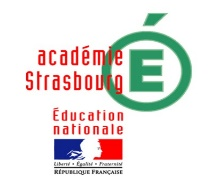 académie
Strasbourg
É
Éducation
nationale
Liberté • Égalité • Fraternité
RÉPUBLIQUE FRANÇAISE